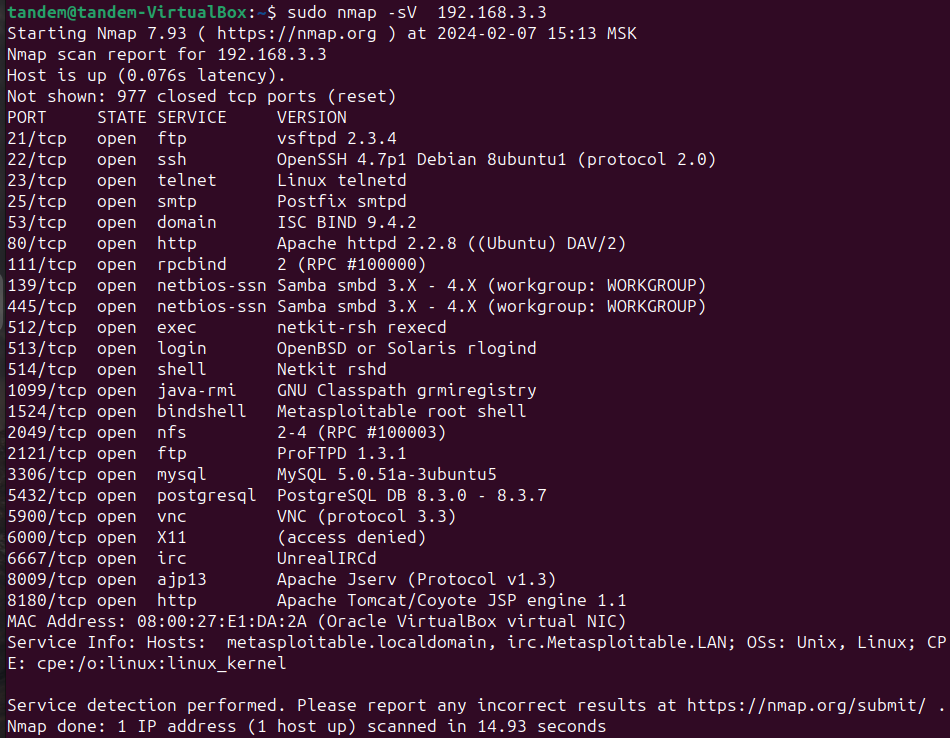 tandem@tandem-VirtualBox:~$ sudo nmap -sV  192.168.3.3
Starting Nmap 7.93 ( https://nmap.org ) at 2024-02-07 15:13 MSK
Nmap scan report for 192.168.3.3
Host is up (0.076s latency).
Not shown: 977 closed tcp ports (reset)
PORT     STATE SERVICE     VERSION
21/tcp   open  ftp         vsftpd 2.3.4
22/tcp   open  ssh         OpenSSH 4.7p1 Debian 8ubuntu1 (protocol 2.0)
23/tcp   open  telnet      Linux telnetd
25/tcp   open  smtp        Postfix smtpd
53/tcp   open  domain      ISC BIND 9.4.2
80/tcp   open  http        Apache httpd 2.2.8 ((Ubuntu) DAV/2)
111/tcp  open  rpcbind     2 (RPC #100000)
139/tcp  open  netbios-ssn Samba smbd 3.X - 4.X (workgroup: WORKGROUP)
445/tcp  open  netbios-ssn Samba smbd 3.X - 4.X (workgroup: WORKGROUP)
512/tcp  open  exec        netkit-rsh rexecd
513/tcp  open  login       OpenBSD or Solaris rlogind
514/tcp  open  shell       Netkit rshd
1099/tcp open  java-rmi    GNU Classpath grmiregistry
1524/tcp open  bindshell   Metasploitable root shell
2049/tcp open  nfs         2-4 (RPC #100003)
2121/tcp open  ftp         ProFTPD 1.3.1
3306/tcp open  mysql       MySQL 5.0.51a-3ubuntu5
5432/tcp open  postgresql  PostgreSQL DB 8.3.0 - 8.3.7
5900/tcp open  vnc         VNC (protocol 3.3)
6000/tcp open  X11         (access denied)
6667/tcp open  irc         UnrealIRCd
8009/tcp open  ajp13       Apache Jserv (Protocol v1.3)
8180/tcp open  http        Apache Tomcat/Coyote JSP engine 1.1
MAC Address: 08:00:27:E1:DA:2A (Oracle VirtualBox virtual NIC)
Service Info: Hosts:  metasploitable.localdomain, irc.Metasploitable.LAN; OSs: Unix, Linux; CP
E: cpe:/o:linux:linux_kernel

Service detection performed. Please report any incorrect results at https://nmap.org/submit/ .
Nmap done: 1 IP address (1 host up) scanned in 14.93 seconds